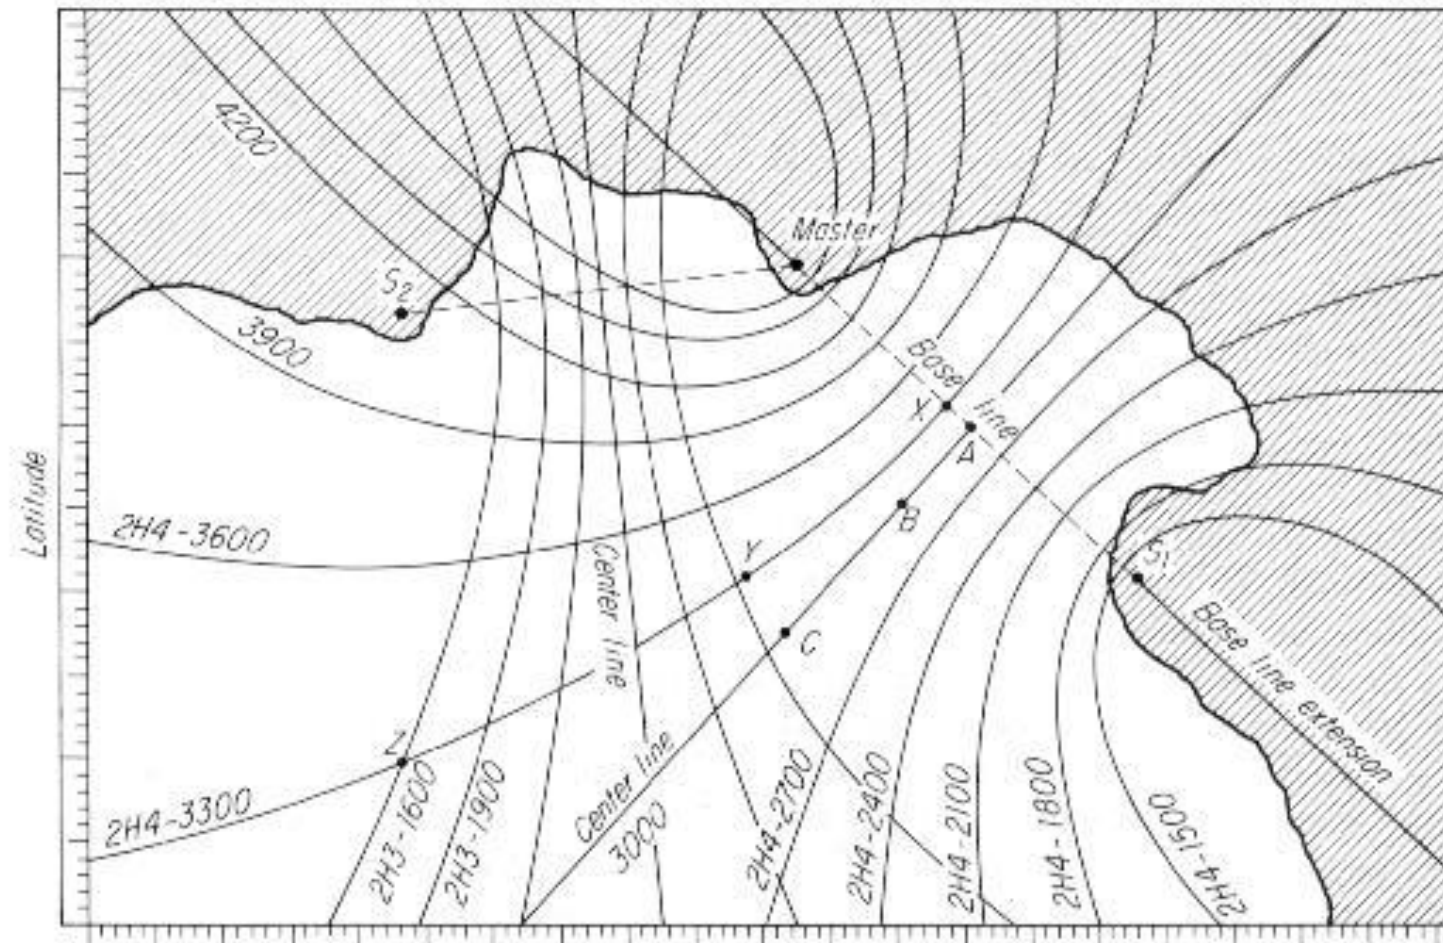 4200
Master
S2
3900
Base line
X
A
B
Latitude
2H4-3600
Center line
Y
S1
C
Base line extension
Z
2H4-3300
2H3-1600
2H3-1900
Center line
3000
2H4-2700
2H4-2400
2H4-2100
2H4-1800
2H4-1500